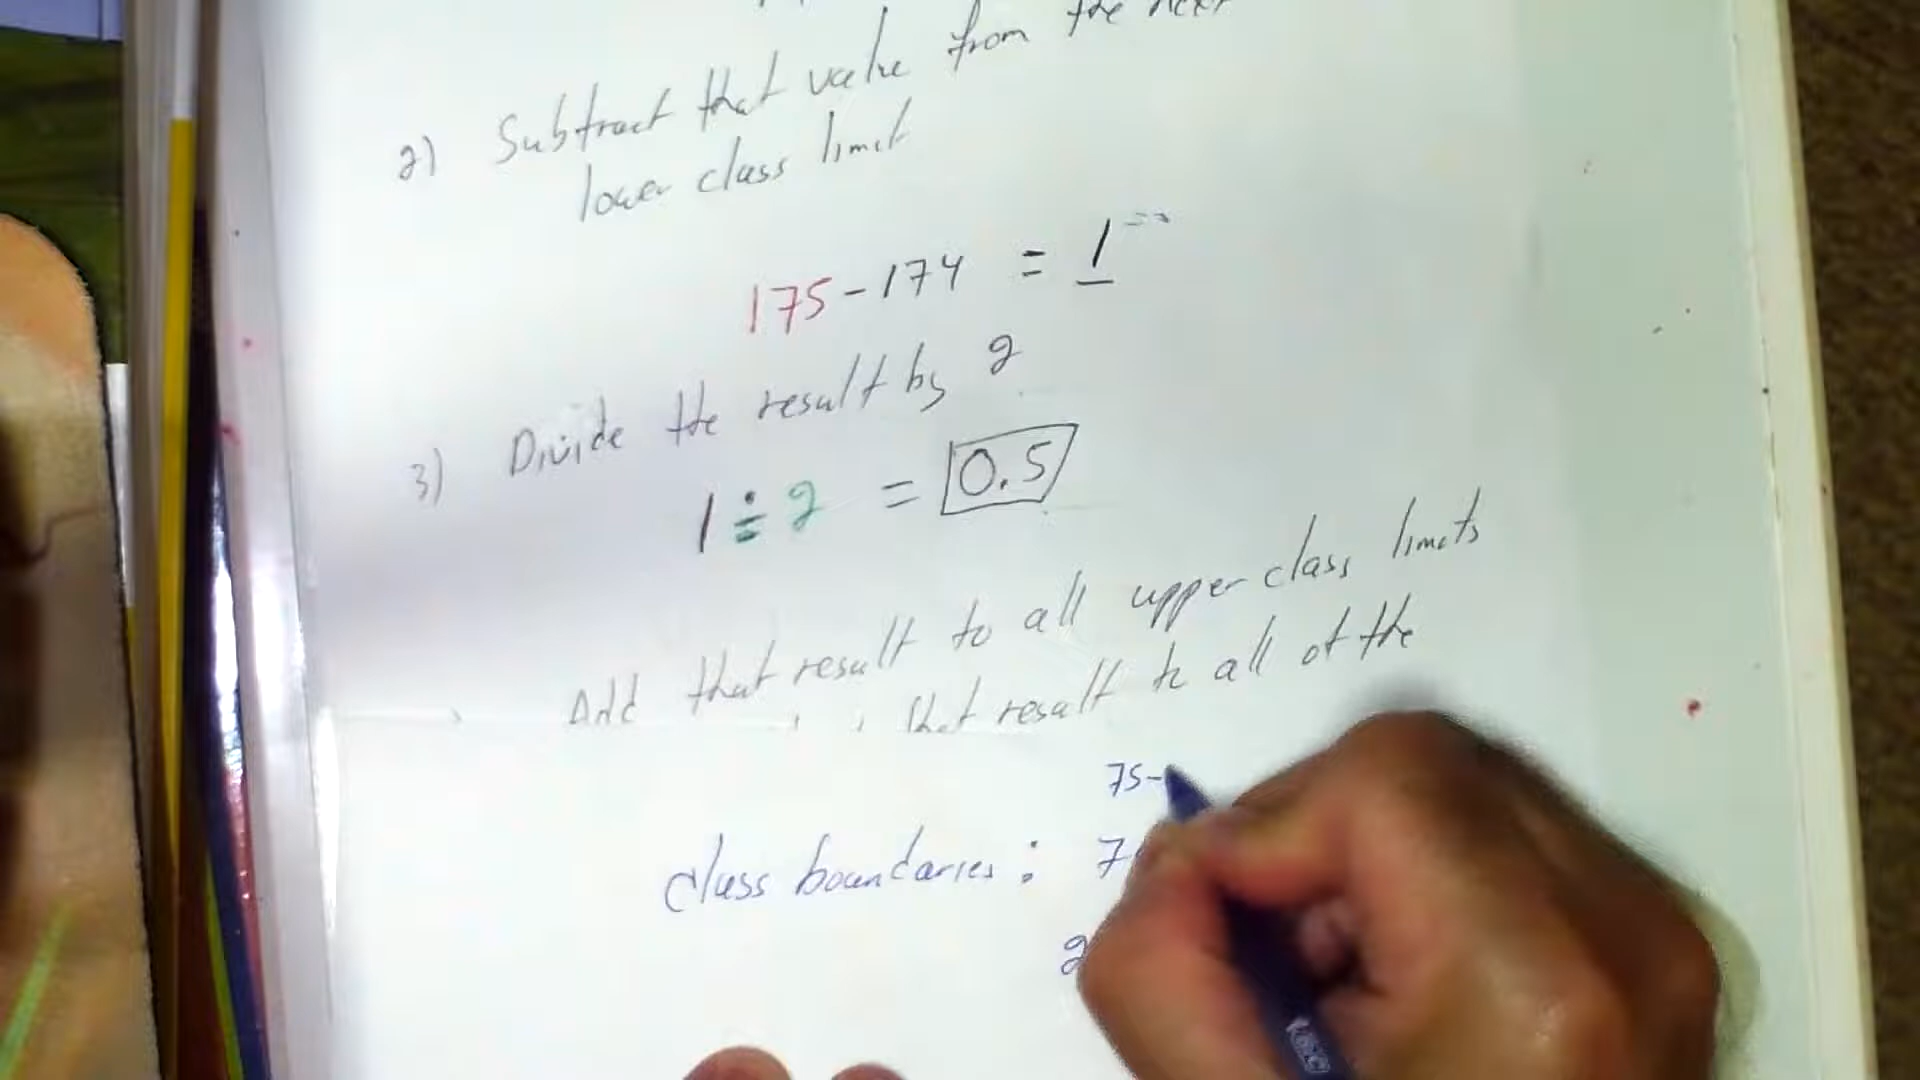 from the next
2) Subtract that value
lower class limit
175-174 = 1
3) Divide the result by 2
1 ÷ 2 = 0.5
Add that result to all upper class limits
that result to all of the
75-
class boundaries :